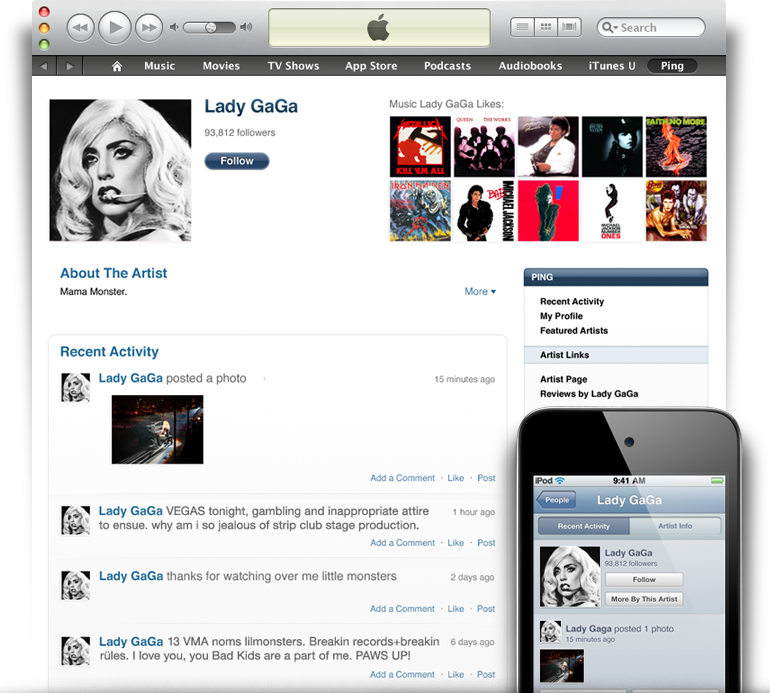 Search
Music Movies TV Shows App Store Podcasts Audiobooks iTunes U Ping
Lady GaGa
93,812 followers
Follow
Music Lady GaGa Likes:
METALLICA
KILL 'EM ALL
QUEEN THE WORKS
FAITH NO MORE
IRON MAIDEN
BAD
MICHAEL JACKSON
MICHAEL
JACKSON
NUMBER
ONES
About The Artist
Mama Monster.
More
PING
Recent Activity
My Profile
Featured Artists
Artist Links
Artist Page
Reviews by Lady GaGa
Recent Activity
Lady GaGa posted a photo 15 minutes ago
Add a Comment · Like · Post
Lady GaGa VEGAS tonight, gambling and inappropriate attire 1 hour ago
to ensue. why am i so jealous of strip club stage production.
Add a Comment · Like · Post
Lady GaGa thanks for watching over me little monsters 2 days ago
Add a Comment · Like · Post
Lady GaGa 13 VMA noms lilmonsters. Breakin records+breakin 6 days ago
rüles. I love you, you Bad Kids are a part of me. PAWS UP!
Add a Comment · Like · Post
iPod 9:41 AM
People Lady GaGa
Recent Activity Artist Info
Lady GaGa
93,812 followers
Follow
More By This Artist
Lady Gaga posted 1 photo
15 minutes ago